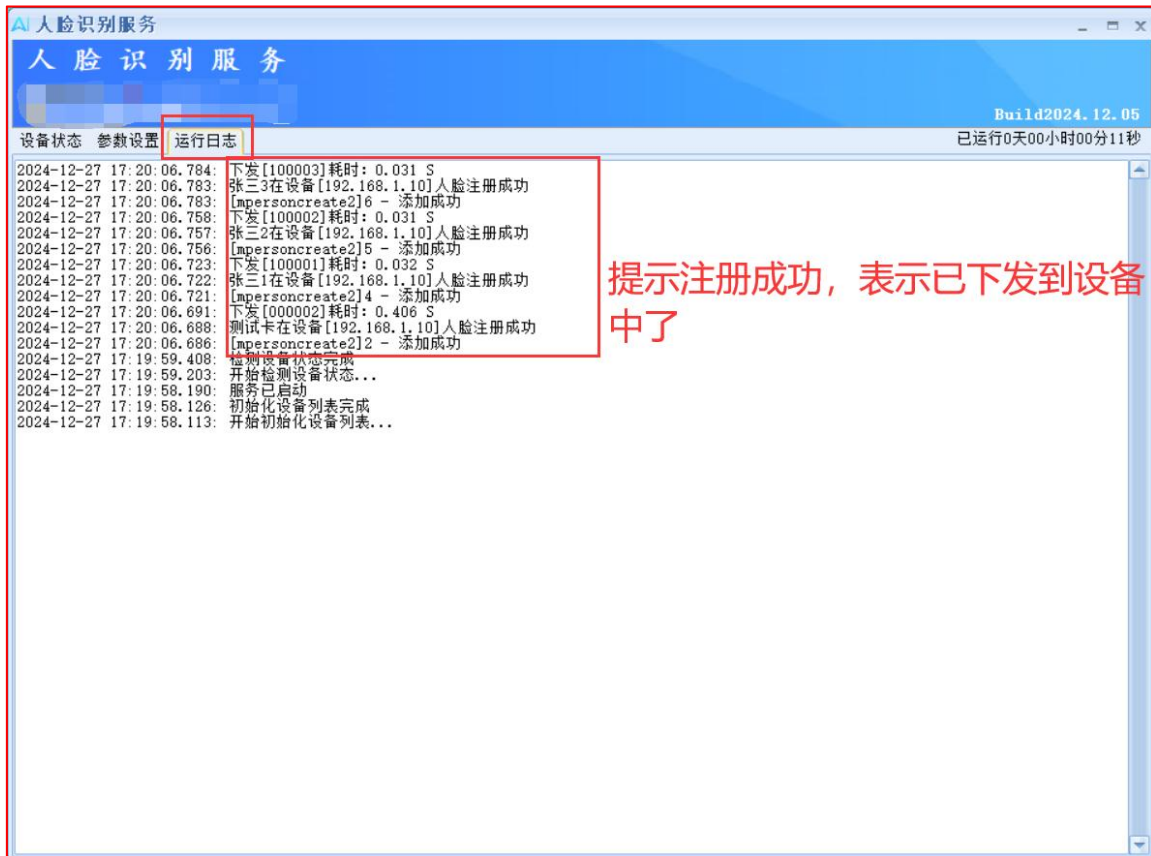 AI 人脸识别服务
人脸识别服务
Build2024.12.05
设备状态 参数设置 运行日志 已运行0天00小时00分11秒
2024-12-27 17:20:06.784: 下发[100003]耗时: 0.031 S
2024-12-27 17:20:06.783: 张三3在设备[192.168.1.10]人脸注册成功
2024-12-27 17:20:06.783: [mpersoncreate2]6 - 添加成功
2024-12-27 17:20:06.758: 下发[100002]耗时: 0.031 S
2024-12-27 17:20:06.757: 张三2在设备[192.168.1.10]人脸注册成功
2024-12-27 17:20:06.756: [mpersoncreate2]5 - 添加成功
2024-12-27 17:20:06.723: 下发[100001]耗时: 0.032 S
2024-12-27 17:20:06.722: 张三1在设备[192.168.1.10]人脸注册成功
2024-12-27 17:20:06.721: [mpersoncreate2]4 - 添加成功
2024-12-27 17:20:06.691: 下发[000002]耗时: 0.406 S
2024-12-27 17:20:06.688: 测试卡在设备[192.168.1.10]人脸注册成功
2024-12-27 17:20:06.686: [mpersoncreate2]2 - 添加成功
2024-12-27 17:19:59.408: 检测设备状态完成
2024-12-27 17:19:59.203: 开始检测设备状态...
2024-12-27 17:19:58.190: 服务已启动
2024-12-27 17:19:58.126: 初始化设备列表完成
2024-12-27 17:19:58.113: 开始初始化设备列表...
提示注册成功，表示已下发到设备
中了